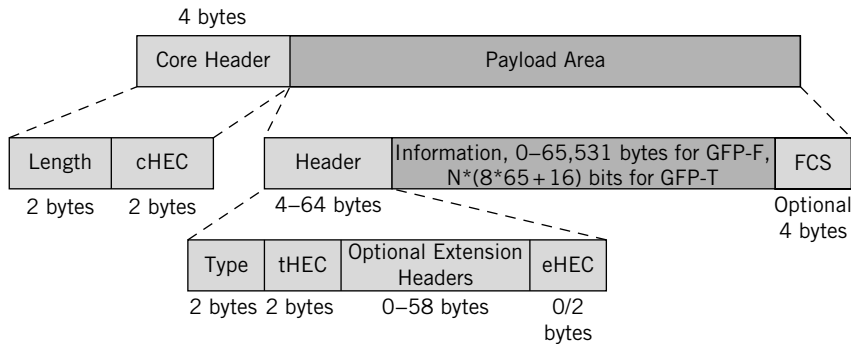 4 bytes
Core Header
Payload Area
Length
cHEC
Header
Information, 0–65,531 bytes for GFP-F,
N*(8*65+16) bits for GFP-T
FCS
2 bytes
2 bytes
4–64 bytes
Optional
4 bytes
Type
tHEC
Optional Extension
Headers
eHEC
2 bytes
2 bytes
0–58 bytes
0/2
bytes